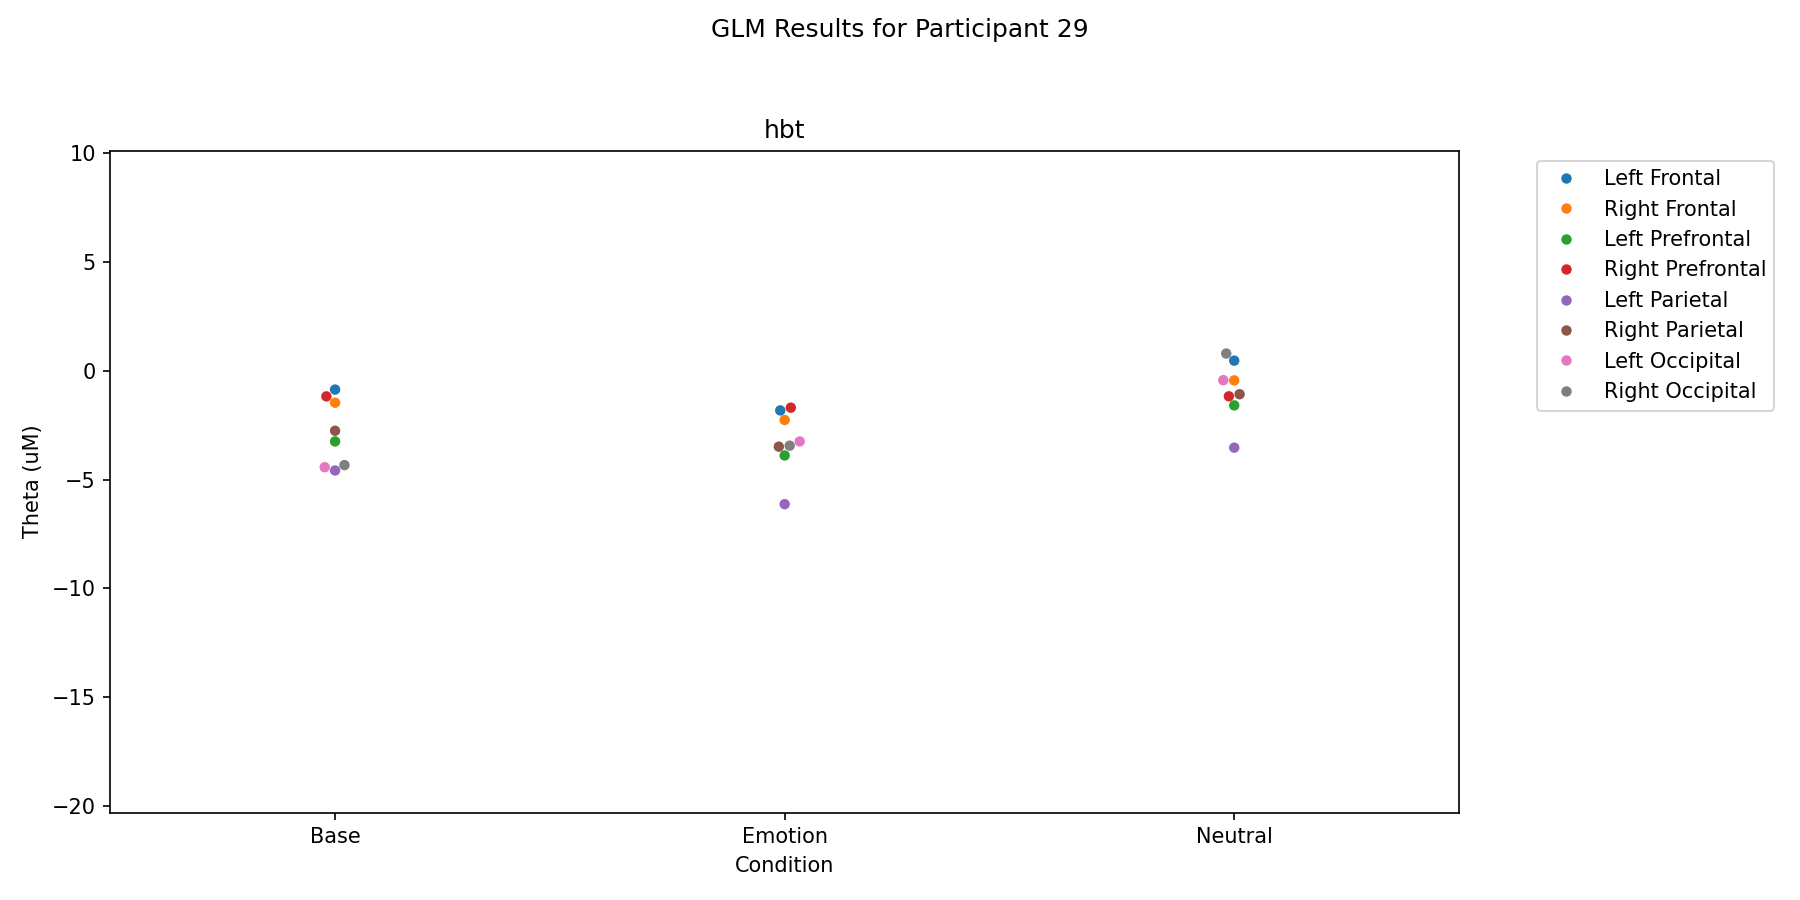 GLM Results for Participant 29
hbt
10
5
0
−5
−10
−15
−20
Theta (uM)
Base
Emotion
Neutral
Condition
Left Frontal
Right Frontal
Left Prefrontal
Right Prefrontal
Left Parietal
Right Parietal
Left Occipital
Right Occipital